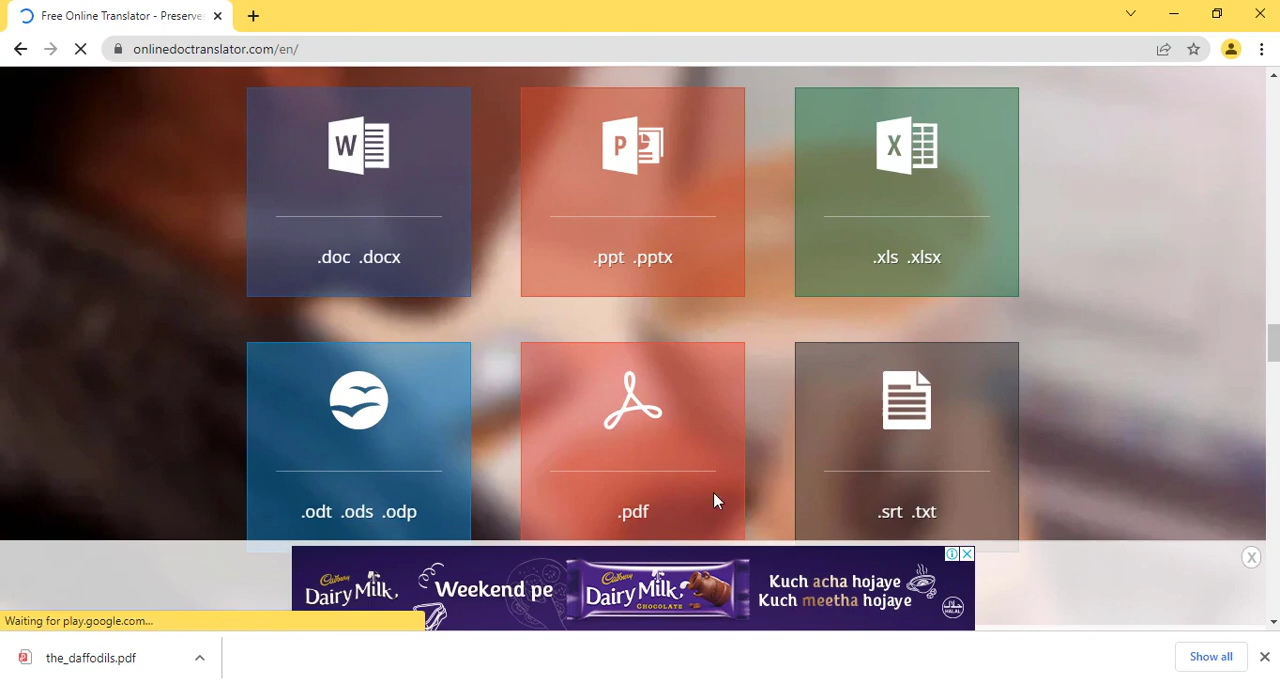 Free Online Translator - Preserve
onlinedoctranslator.com/en/
W
P
X
.doc .docx
.ppt .pptx
.xls .xlsx
.odt .ods .odp
.pdf
.srt .txt
Cadbury
Dairy Milk
Weekend pe
Cadbury
Dairy Milk
CHOCOLATE
Kuch acha hojaye
Kuch meetha hojaye
HALAL
X
Waiting for play.google.com...
the_daffodils.pdf
Show all